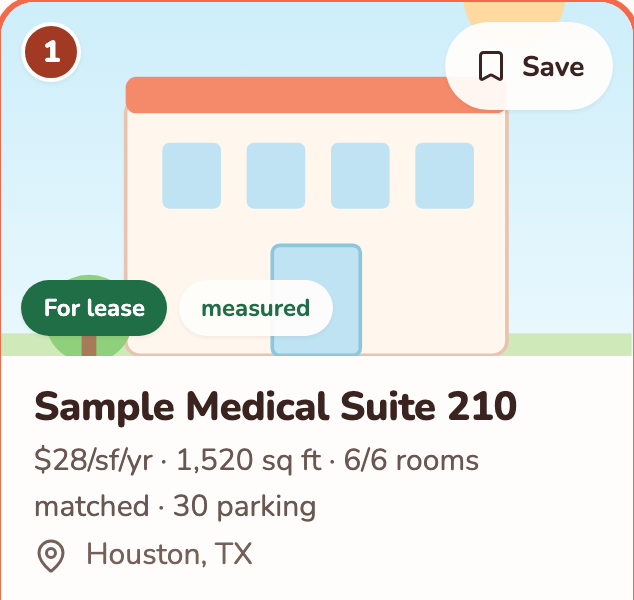 1
Save
For lease
measured
Sample Medical Suite 210
$28/sf/yr · 1,520 sq ft · 6/6 rooms
matched · 30 parking
Houston, TX